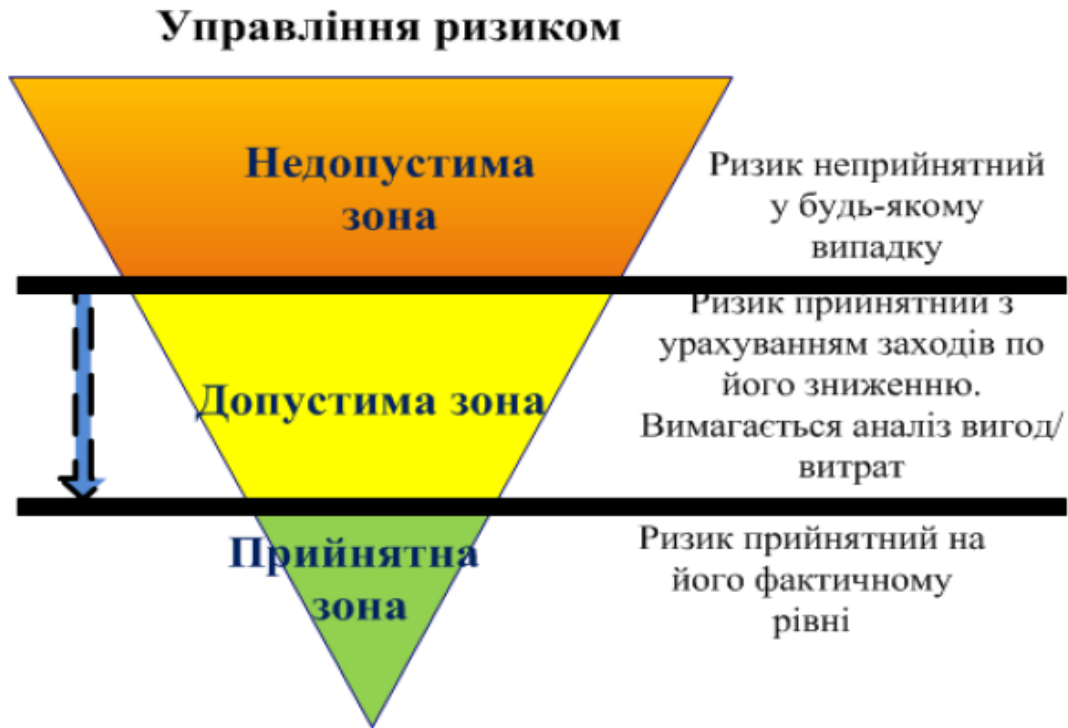 Управління ризиком
Недопустима
зона
Ризик неприйнятний
у будь-якому
випадку
Допустима зона
Ризик прийнятний з
урахуванням заходів по
його зниженню.
Вимагається аналіз вигод/
витрат
Прийнятна
зона
Ризик прийнятний на
його фактичному
рівні